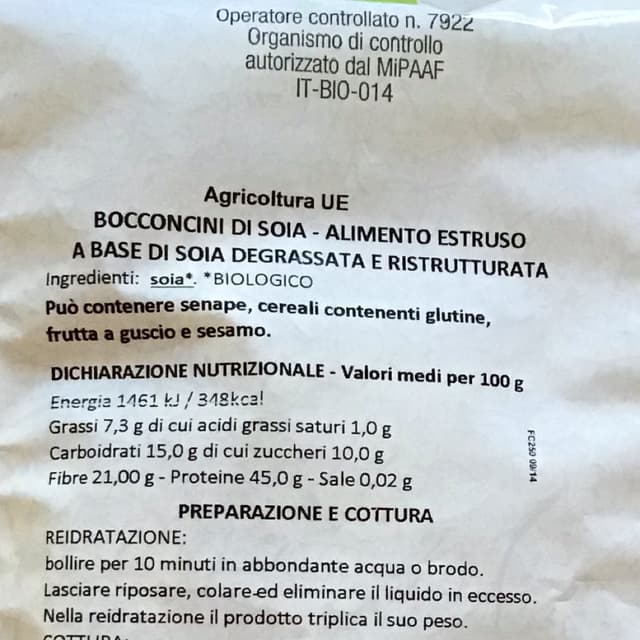 Operatore controllato n. 7922
Organismo di controllo
autorizzato dal MiPAAF
IT-BIO-014
Agricoltura UE
BOCCONCINI DI SOIA - ALIMENTO ESTRUSO
A BASE DI SOIA DEGRASSATA E RISTRUTTURATA
Ingredienti: soia*. *BIOLOGICO
Può contenere senape, cereali contenenti glutine,
frutta a guscio e sesamo.
DICHIARAZIONE NUTRIZIONALE - Valori medi per 100 g
Energia 1461 kJ / 348kcal
Grassi 7,3 g di cui acidi grassi saturi 1,0 g
Carboidrati 15,0 g di cui zuccheri 10,0 g
Fibre 21,00 g - Proteine 45,0 g - Sale 0,02 g
FC250 09/14
PREPARAZIONE E COTTURA
REIDRATAZIONE:
bollire per 10 minuti in abbondante acqua o brodo.
Lasciare riposare, colare ed eliminare il liquido in eccesso.
Nella reidratazione il prodotto triplica il suo peso.
COTTURA: